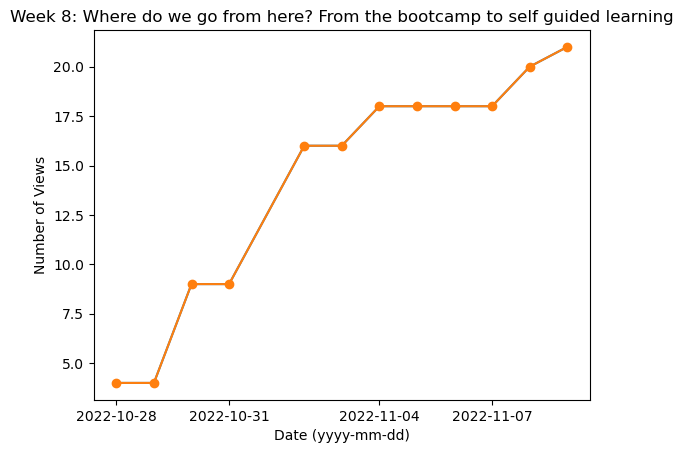 Week 8: Where do we go from here? From the bootcamp to self guided learning
20.0
17.5
15.0
12.5
10.0
7.5
5.0
Number of Views
2022-10-28 2022-10-31 2022-11-04 2022-11-07
Date (yyyy-mm-dd)